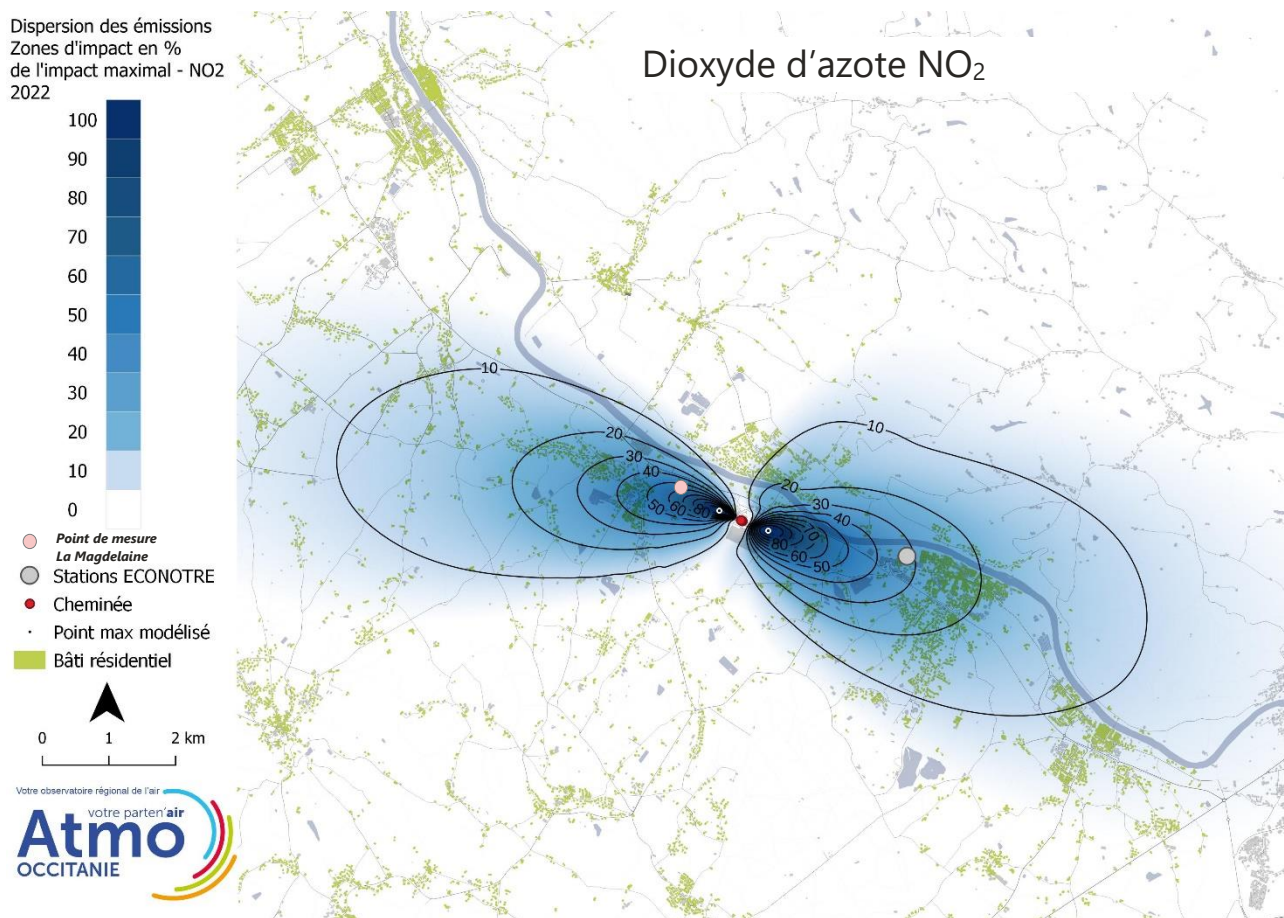 Dispersion des émissions
Zones d'impact en %
de l'impact maximal - NO2
2022
Dioxyde d'azote NO₂
100
90
80
70
60
50
40
30
20
10
0
Point de mesure
La Magdelaine
Stations ECONOTRE
Cheminée
Point max modélisé
Bâti résidentiel
0 1 2 km
Votre observatoire régional de l'air
votre parten'air
Atmo
OCCITANIE
10
20
30
40
50
60
80
10
20
30
40
70
80
60
50